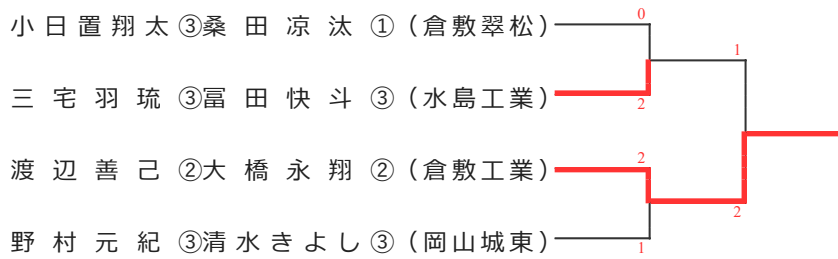 小日置翔太③桑田凉汰①(倉敷翠松)
0
1
三宅羽琉③冨田快斗③(水島工業)
2
渡辺善己②大橋永翔②(倉敷工業)
2
2
野村元紀③清水きよし③(岡山城東)
1